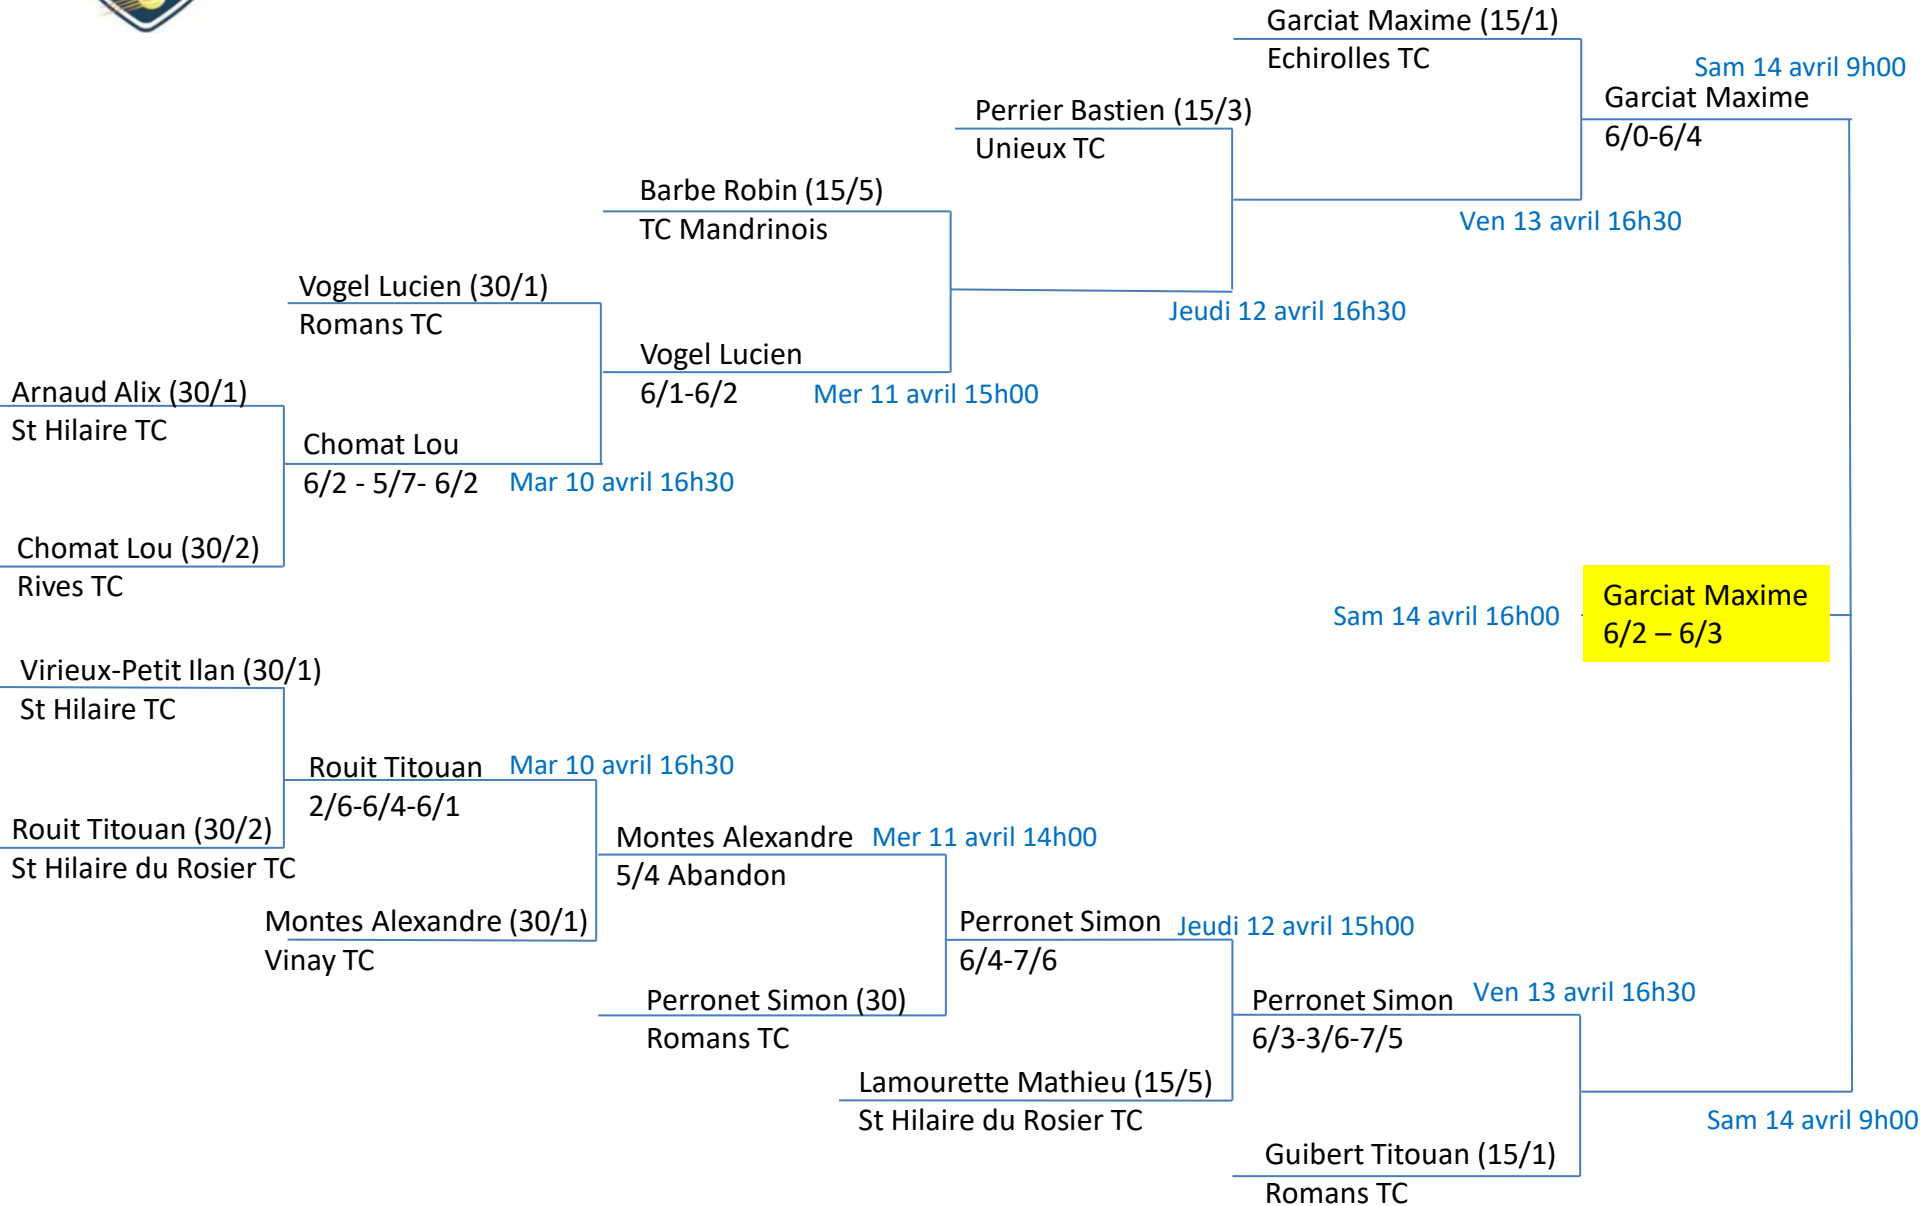 Garciat Maxime (15/1)
Echirolles TC
Sam 14 avril 9h00
Garciat Maxime
6/0-6/4
Perrier Bastien (15/3)
Unieux TC
Barbe Robin (15/5)
TC Mandrinois
Ven 13 avril 16h30
Vogel Lucien (30/1)
Romans TC
Jeudi 12 avril 16h30
Vogel Lucien
6/1-6/2
Mer 11 avril 15h00
Arnaud Alix (30/1)
St Hilaire TC
Chomat Lou
6/2 - 5/7- 6/2
Mar 10 avril 16h30
Chomat Lou (30/2)
Rives TC
Sam 14 avril 16h00
Garciat Maxime
6/2 – 6/3
Virieux-Petit Ilan (30/1)
St Hilaire TC
Rouit Titouan
Mar 10 avril 16h30
2/6-6/4-6/1
Rouit Titouan (30/2)
St Hilaire du Rosier TC
Montes Alexandre
Mer 11 avril 14h00
5/4 Abandon
Montes Alexandre (30/1)
Vinay TC
Perronet Simon
Jeudi 12 avril 15h00
6/4-7/6
Perronet Simon (30)
Romans TC
Perronet Simon
Ven 13 avril 16h30
6/3-3/6-7/5
Lamourette Mathieu (15/5)
St Hilaire du Rosier TC
Sam 14 avril 9h00
Guibert Titouan (15/1)
Romans TC